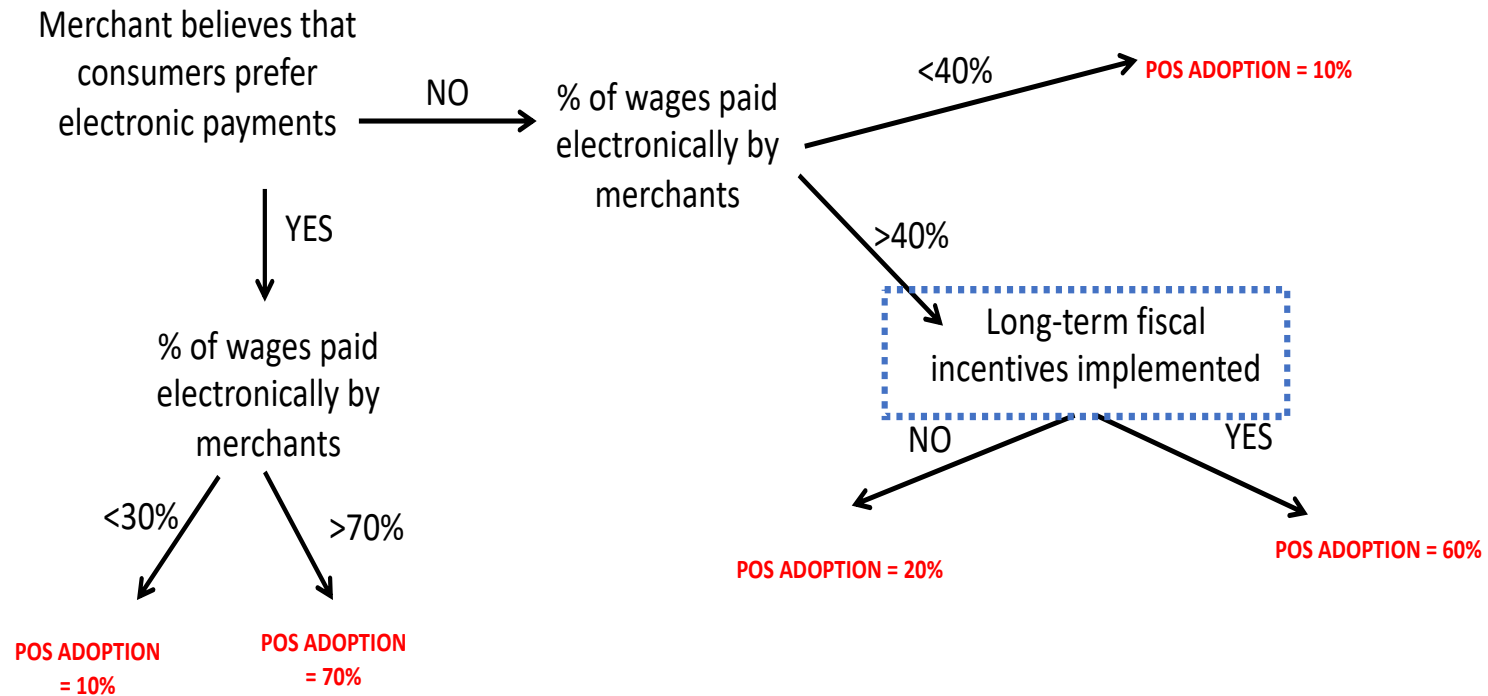 Merchant believes that
consumers prefer
electronic payments
NO
% of wages paid
electronically by
merchants
<40%
POS ADOPTION = 10%
>40%
Long-term fiscal
incentives implemented
NO
YES
POS ADOPTION = 20%
POS ADOPTION = 60%
YES
% of wages paid
electronically by
merchants
<30%
>70%
POS ADOPTION
= 10%
POS ADOPTION
= 70%